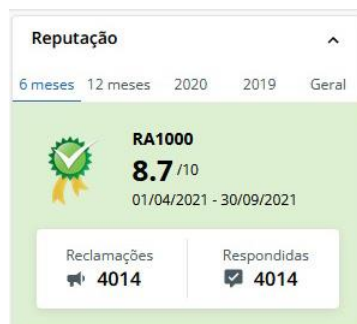 Reputação
6 meses 12 meses 2020 2019 Geral
RA1000
8.7 /10
01/04/2021 - 30/09/2021
Reclamações Respondidas
4014 4014